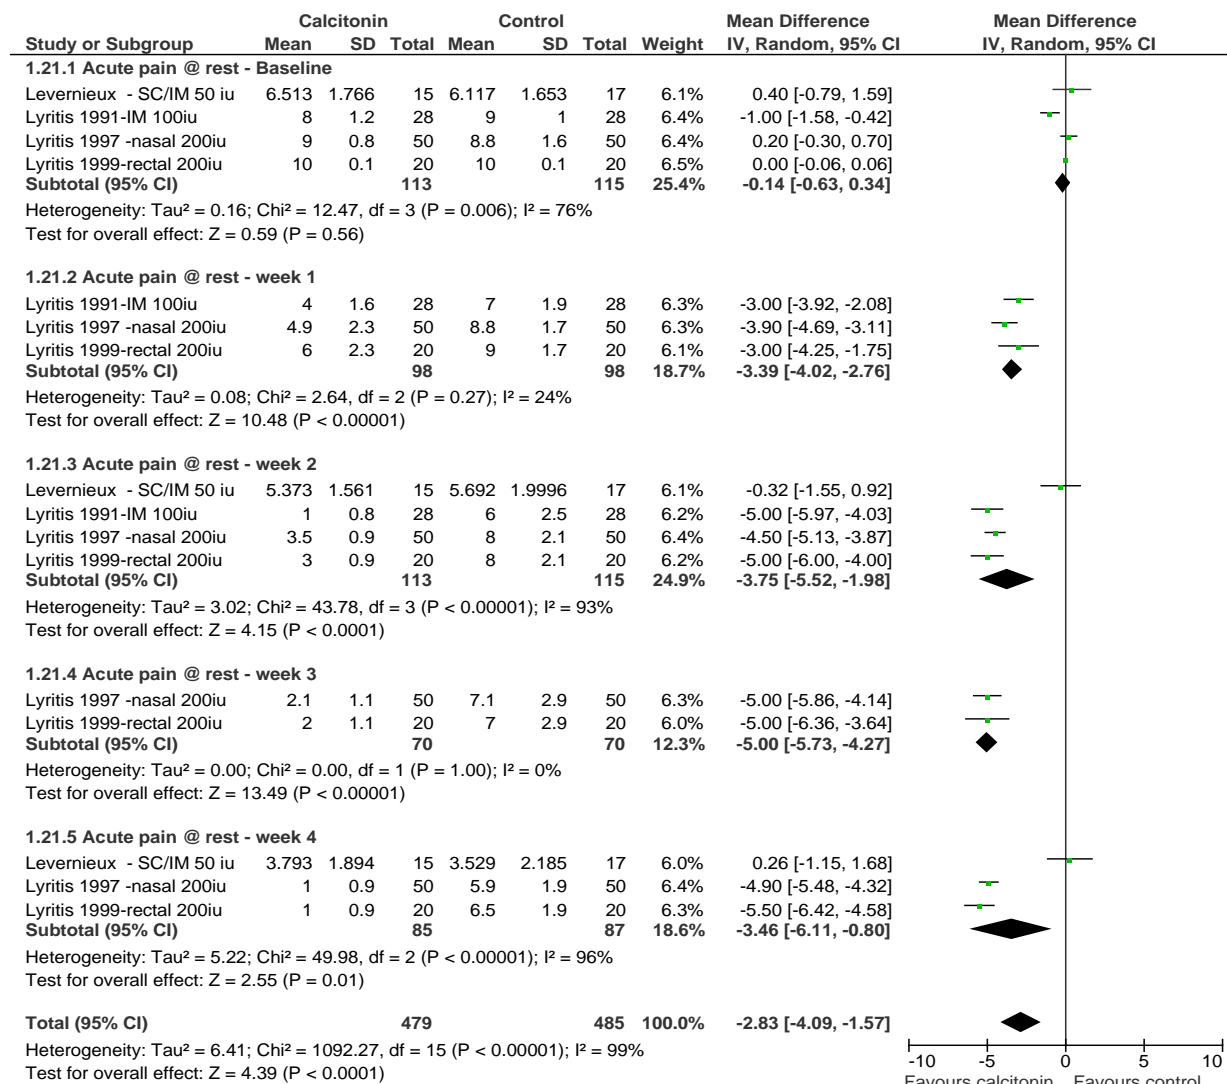 Calcitonin Control Mean Difference Mean Difference
Study or Subgroup Mean SD Total Mean SD Total Weight IV, Random, 95% CI IV, Random, 95% CI
1.21.1 Acute pain @ rest - Baseline
Levernieux - SC/IM 50 iu 6.513 1.766 15 6.117 1.653 17 6.1% 0.40 [-0.79, 1.59]
Lyritis 1991-IM 100iu 8 1.2 28 9 1 28 6.4% -1.00 [-1.58, -0.42]
Lyritis 1997 -nasal 200iu 9 0.8 50 8.8 1.6 50 6.4% 0.20 [-0.30, 0.70]
Lyritis 1999-rectal 200iu 10 0.1 20 10 0.1 20 6.5% 0.00 [-0.06, 0.06]
Subtotal (95% CI) 113 115 25.4% -0.14 [-0.63, 0.34]
Heterogeneity: Tau² = 0.16; Chi² = 12.47, df = 3 (P = 0.006); I² = 76%
Test for overall effect: Z = 0.59 (P = 0.56)
1.21.2 Acute pain @ rest - week 1
Lyritis 1991-IM 100iu 4 1.6 28 7 1.9 28 6.3% -3.00 [-3.92, -2.08]
Lyritis 1997 -nasal 200iu 4.9 2.3 50 8.8 1.7 50 6.3% -3.90 [-4.69, -3.11]
Lyritis 1999-rectal 200iu 6 2.3 20 9 1.7 20 6.1% -3.00 [-4.25, -1.75]
Subtotal (95% CI) 98 98 18.7% -3.39 [-4.02, -2.76]
Heterogeneity: Tau² = 0.08; Chi² = 2.64, df = 2 (P = 0.27); I² = 24%
Test for overall effect: Z = 10.48 (P < 0.00001)
1.21.3 Acute pain @ rest - week 2
Levernieux - SC/IM 50 iu 5.373 1.561 15 5.692 1.9996 17 6.1% -0.32 [-1.55, 0.92]
Lyritis 1991-IM 100iu 1 0.8 28 6 2.5 28 6.2% -5.00 [-5.97, -4.03]
Lyritis 1997 -nasal 200iu 3.5 0.9 50 8 2.1 50 6.4% -4.50 [-5.13, -3.87]
Lyritis 1999-rectal 200iu 3 0.9 20 8 2.1 20 6.2% -5.00 [-6.00, -4.00]
Subtotal (95% CI) 113 115 24.9% -3.75 [-5.52, -1.98]
Heterogeneity: Tau² = 3.02; Chi² = 43.78, df = 3 (P < 0.00001); I² = 93%
Test for overall effect: Z = 4.15 (P < 0.0001)
1.21.4 Acute pain @ rest - week 3
Lyritis 1997 -nasal 200iu 2.1 1.1 50 7.1 2.9 50 6.3% -5.00 [-5.86, -4.14]
Lyritis 1999-rectal 200iu 2 1.1 20 7 2.9 20 6.0% -5.00 [-6.36, -3.64]
Subtotal (95% CI) 70 70 12.3% -5.00 [-5.73, -4.27]
Heterogeneity: Tau² = 0.00; Chi² = 0.00, df = 1 (P = 1.00); I² = 0%
Test for overall effect: Z = 13.49 (P < 0.00001)
1.21.5 Acute pain @ rest - week 4
Levernieux - SC/IM 50 iu 3.793 1.894 15 3.529 2.185 17 6.0% 0.26 [-1.15, 1.68]
Lyritis 1997 -nasal 200iu 1 0.9 50 5.9 1.9 50 6.4% -4.90 [-5.48, -4.32]
Lyritis 1999-rectal 200iu 1 0.9 20 6.5 1.9 20 6.3% -5.50 [-6.42, -4.58]
Subtotal (95% CI) 85 87 18.6% -3.46 [-6.11, -0.80]
Heterogeneity: Tau² = 5.22; Chi² = 49.98, df = 2 (P < 0.00001); I² = 96%
Test for overall effect: Z = 2.55 (P = 0.01)
Total (95% CI) 479 485 100.0% -2.83 [-4.09, -1.57]
Heterogeneity: Tau² = 6.41; Chi² = 1092.27, df = 15 (P < 0.00001); I² = 99%
Test for overall effect: Z = 4.39 (P < 0.0001)
-10 -5 0 5 10
Favours calcitonin Favours control